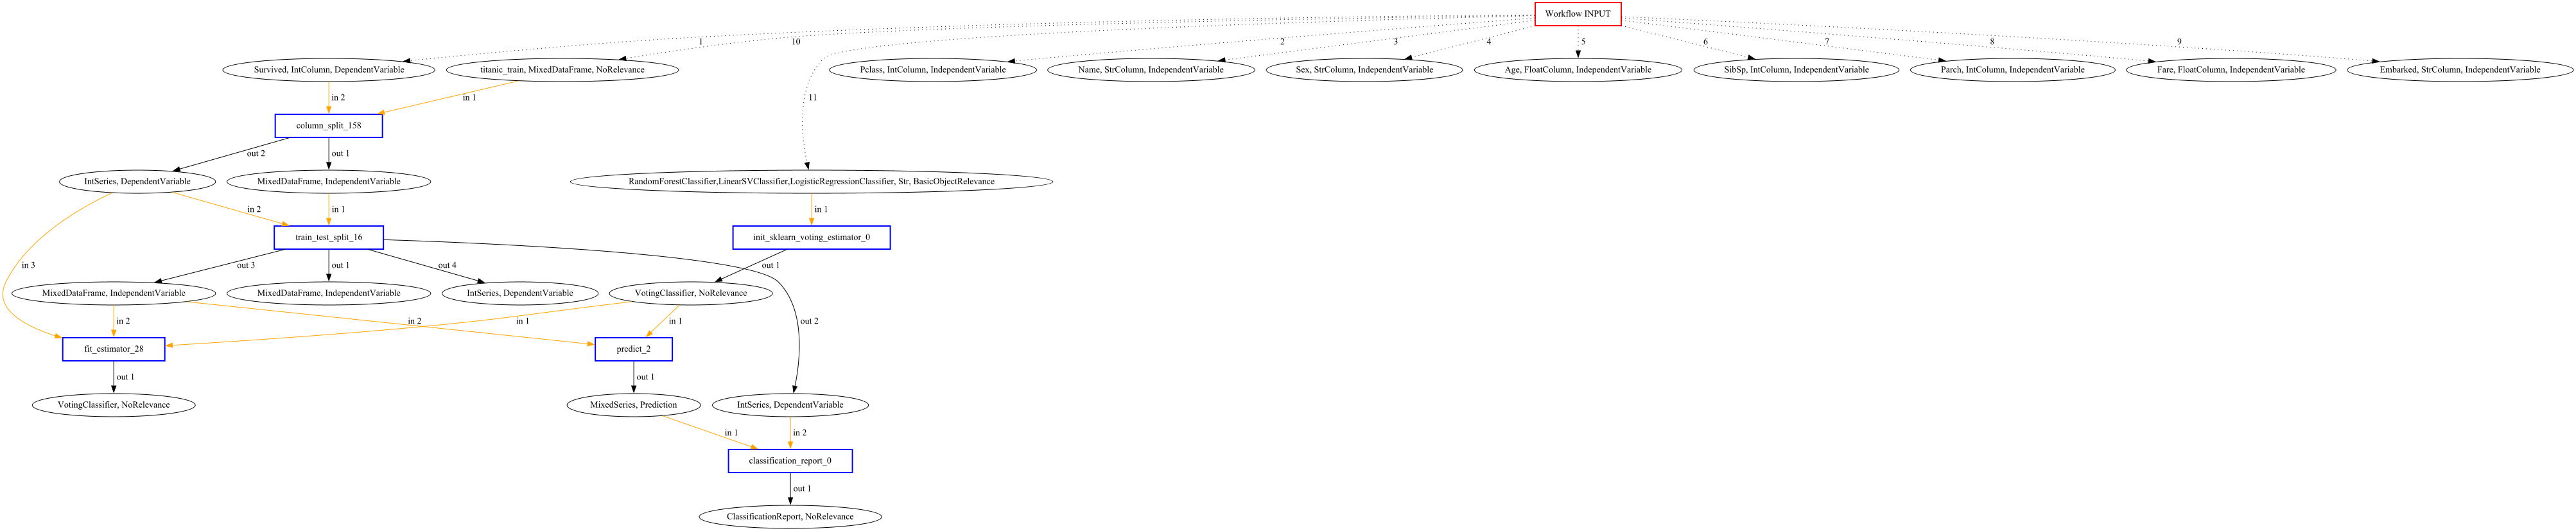 Workflow INPUT
1
10
2
3
4
5
6
7
8
9
Survived, IntColumn, DependentVariable
titanic_train, MixedDataFrame, NoRelevance
Pclass, IntColumn, IndependentVariable
Name, StrColumn, IndependentVariable
Sex, StrColumn, IndependentVariable
Age, FloatColumn, IndependentVariable
SibSp, IntColumn, IndependentVariable
Parch, IntColumn, IndependentVariable
Fare, FloatColumn, IndependentVariable
Embarked, StrColumn, IndependentVariable
in 2
in 1
11
column_split_158
out 2
out 1
IntSeries, DependentVariable
MixedDataFrame, IndependentVariable
RandomForestClassifier,LinearSVClassifier,LogisticRegressionClassifier, Str, BasicObjectRelevance
in 2
in 1
in 1
train_test_split_16
init_sklearn_voting_estimator_0
in 3
out 3
out 1
out 4
out 1
MixedDataFrame, IndependentVariable
MixedDataFrame, IndependentVariable
IntSeries, DependentVariable
VotingClassifier, NoRelevance
in 2
in 2
in 1
in 1
out 2
fit_estimator_28
predict_2
out 1
out 1
VotingClassifier, NoRelevance
MixedSeries, Prediction
IntSeries, DependentVariable
in 1
in 2
classification_report_0
out 1
ClassificationReport, NoRelevance